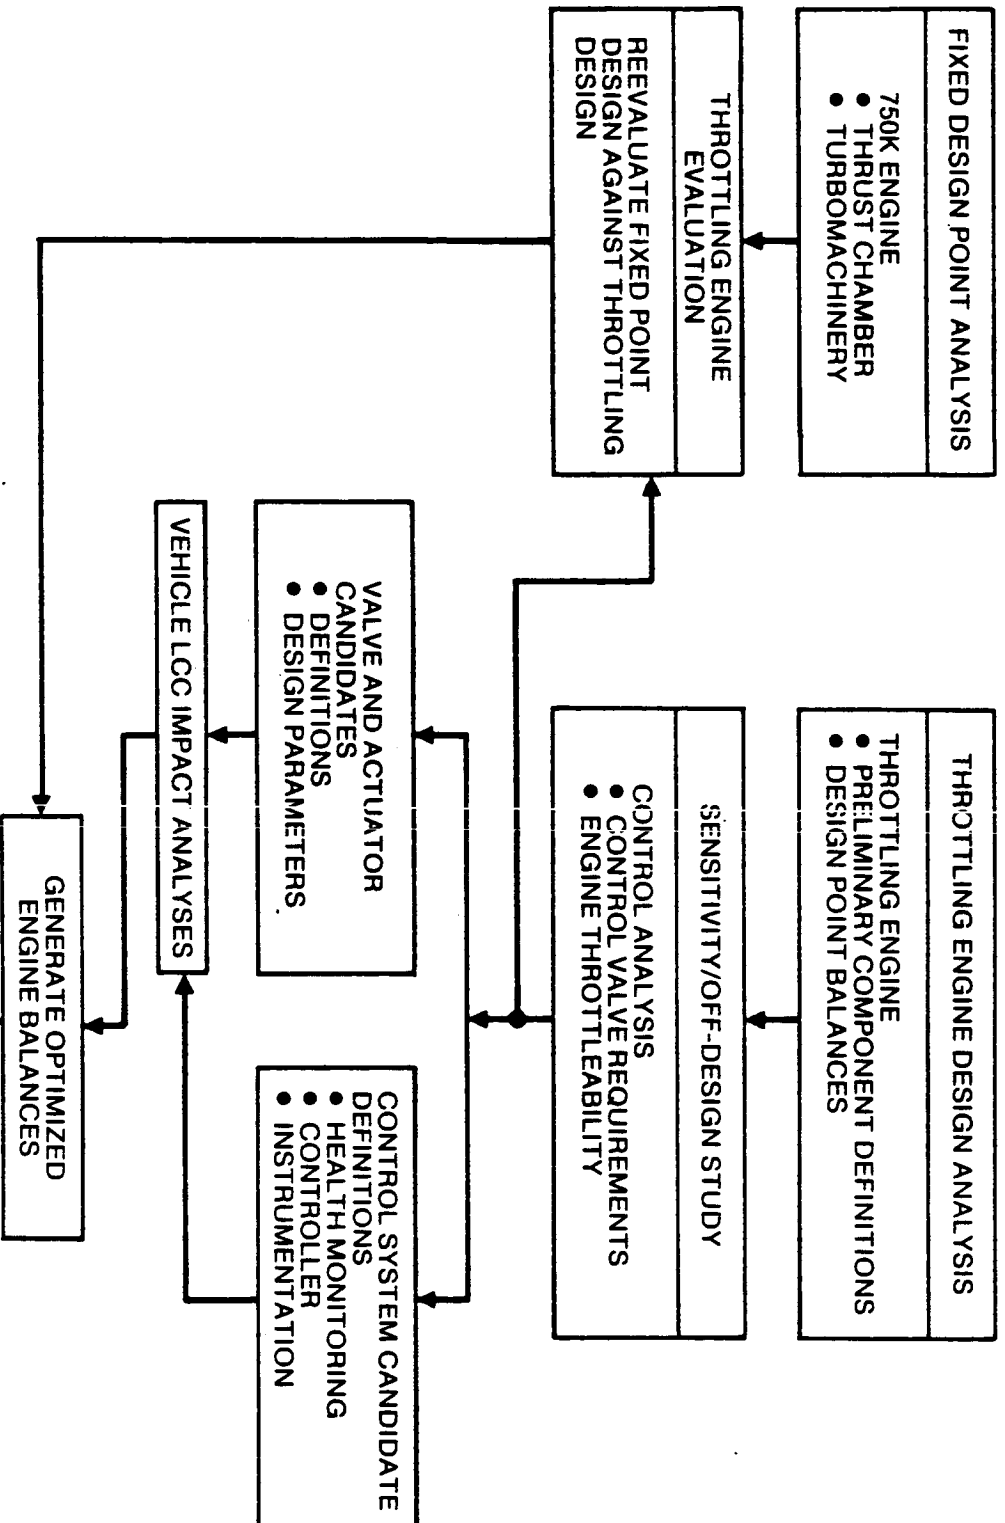 FIXED DESIGN POINT ANALYSIS
750K ENGINE
● THRUST CHAMBER
● TURBOMACHINERY
THROTTLING ENGINE DESIGN ANALYSIS
THROTTLING ENGINE
● PRELIMINARY COMPONENT DEFINITIONS
● DESIGN POINT BALANCES
THROTTLING ENGINE
EVALUATION
REEVALUATE FIXED POINT
DESIGN AGAINST THROTTLING
DESIGN
SENSITIVITY/OFF-DESIGN STUDY
CONTROL ANALYSIS
● CONTROL VALVE REQUIREMENTS
● ENGINE THROTTLEABILITY
VALVE AND ACTUATOR
CANDIDATES
● DEFINITIONS
● DESIGN PARAMETERS
CONTROL SYSTEM CANDIDATE
DEFINITIONS
● HEALTH MONITORING
● CONTROLLER
● INSTRUMENTATION
VEHICLE LCC IMPACT ANALYSES
GENERATE OPTIMIZED
ENGINE BALANCES